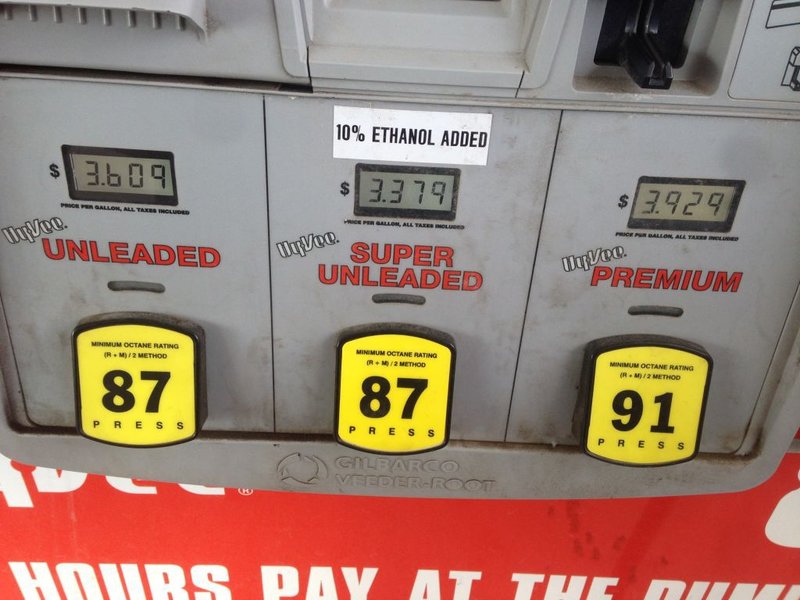 10% ETHANOL ADDED
$ 3.609
PRICE PER GALLON, ALL TAXES INCLUDED
HyVee.
UNLEADED
MINIMUM OCTANE RATING
(R + M) / 2 METHOD
87
PRESS
$ 3.379
PRICE PER GALLON, ALL TAXES INCLUDED
HyVee.
SUPER
UNLEADED
MINIMUM OCTANE RATING
(R + M) / 2 METHOD
87
PRESS
$ 3.929
PRICE PER GALLON, ALL TAXES INCLUDED
HyVee.
PREMIUM
MINIMUM OCTANE RATING
(R + M) / 2 METHOD
91
PRESS
GILBARCO
VEEDER-ROOT
HOURS PAY AT THE PUMP